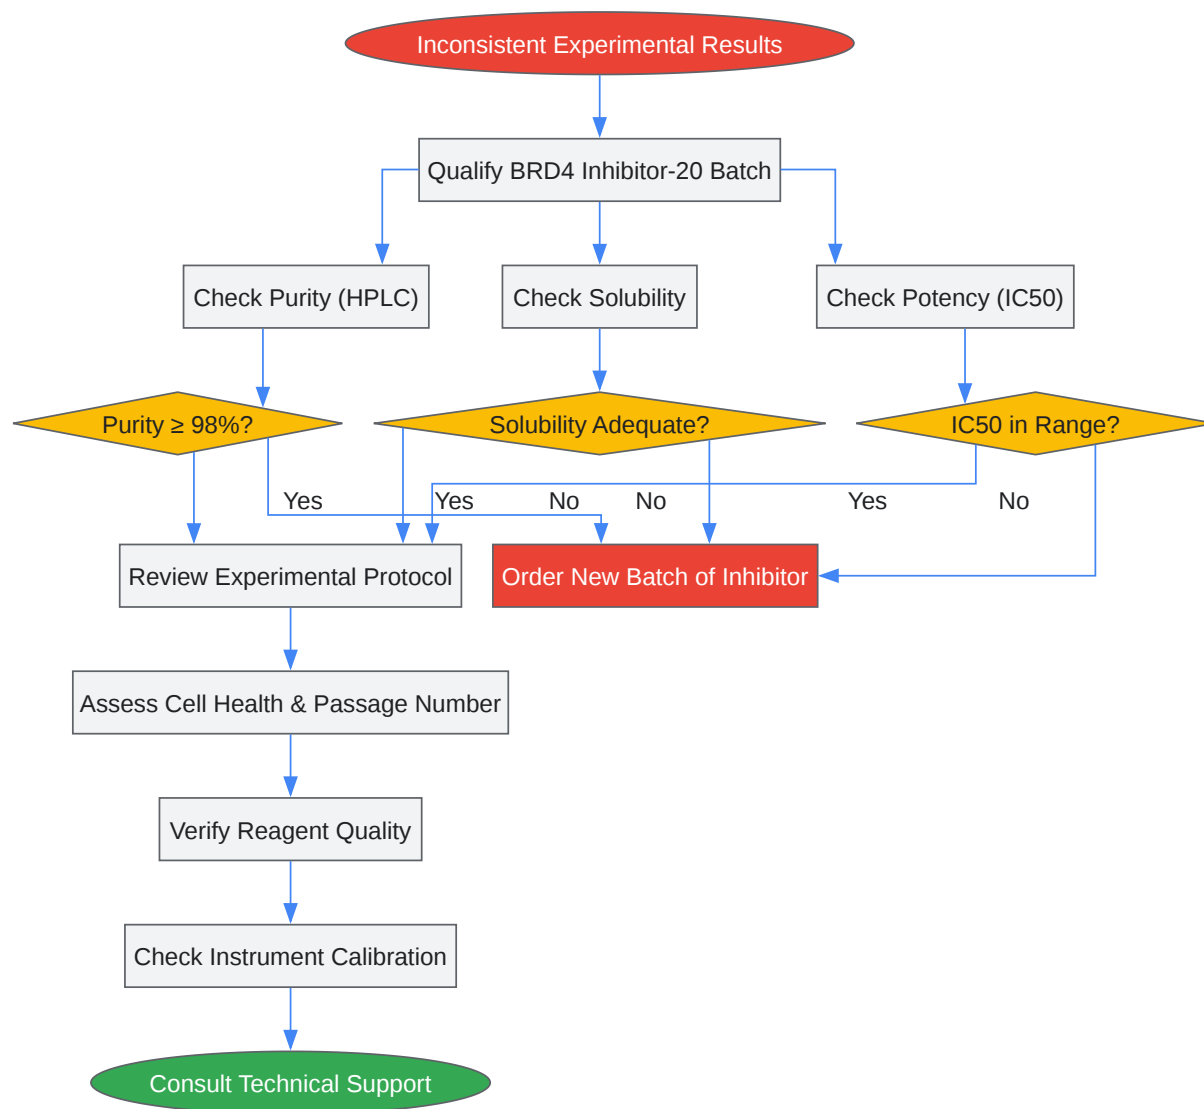 Inconsistent Experimental Results
Qualify BRD4 Inhibitor-20 Batch
Check Purity (HPLC)
Check Solubility
Check Potency (IC50)
Purity ≥ 98%?
Solubility Adequate?
IC50 in Range?
Yes
Yes
No
No
Yes
No
Review Experimental Protocol
Order New Batch of Inhibitor
Assess Cell Health & Passage Number
Verify Reagent Quality
Check Instrument Calibration
Consult Technical Support